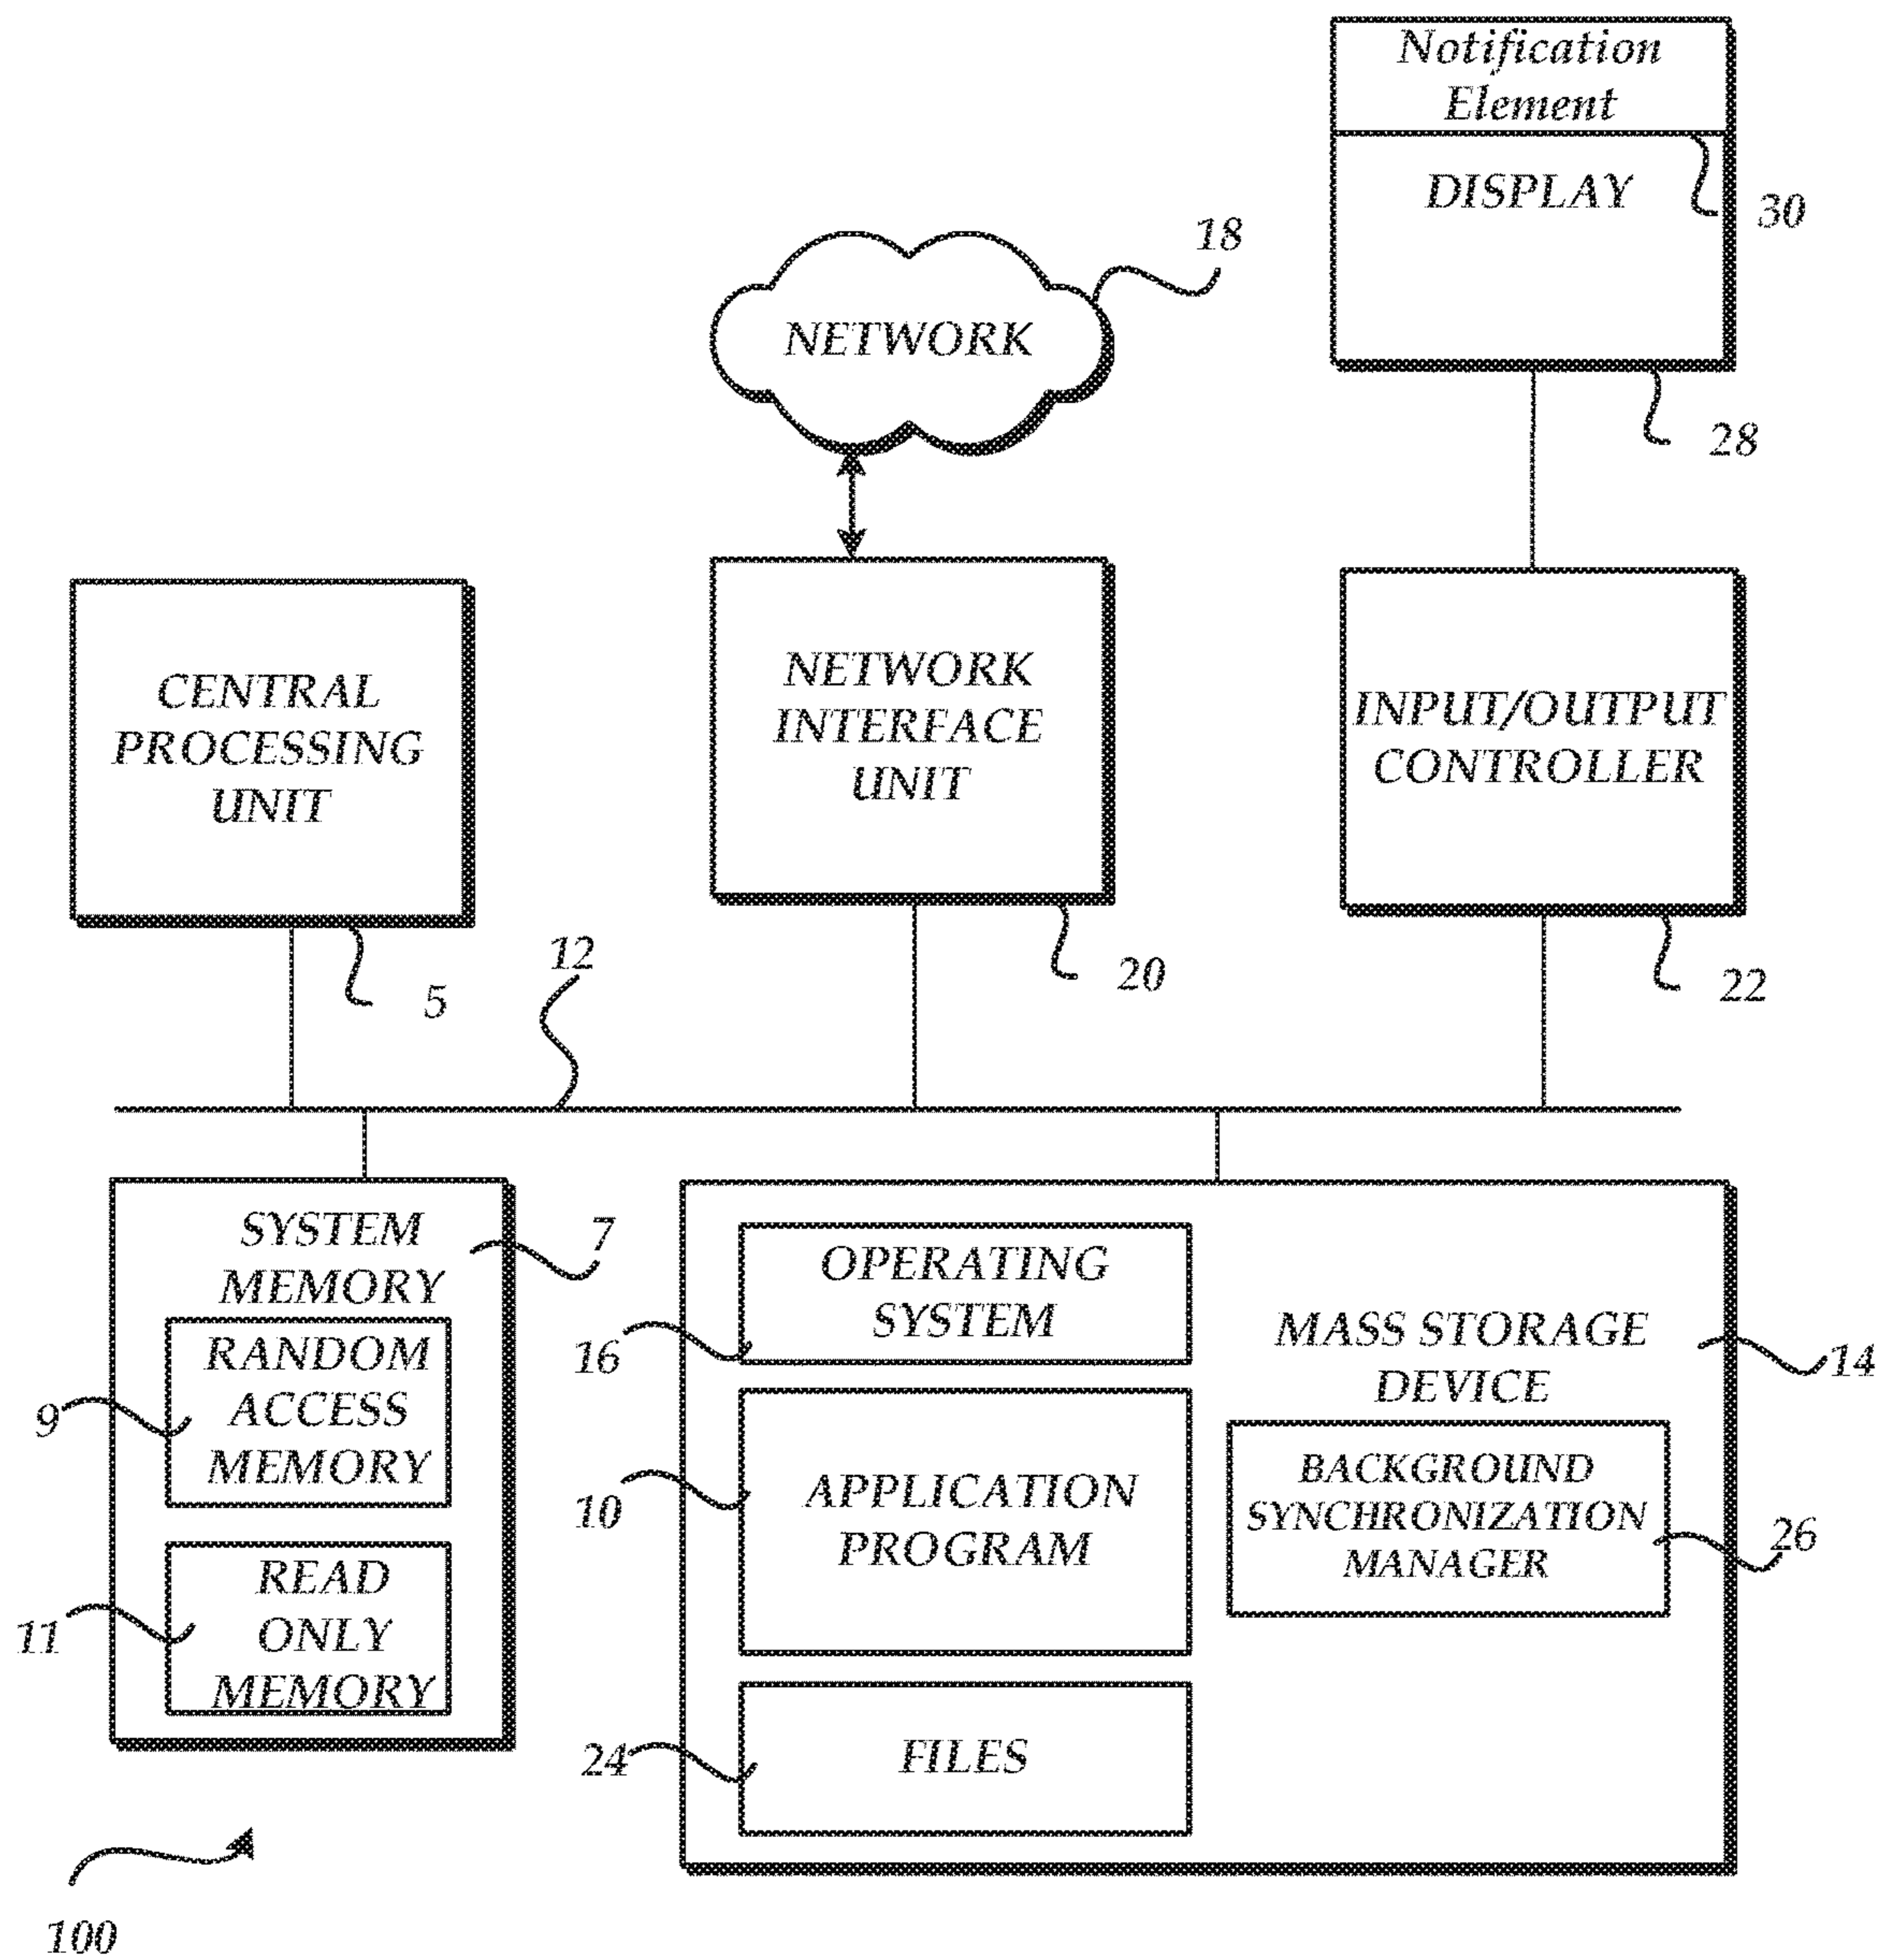 Notification
Element
DISPLAY
30
28
18
NETWORK
CENTRAL
PROCESSING
UNIT
5
NETWORK
INTERFACE
UNIT
20
INPUT/OUTPUT
CONTROLLER
22
12
SYSTEM
MEMORY
7
RANDOM
ACCESS
MEMORY
9
READ
ONLY
MEMORY
11
OPERATING
SYSTEM
16
MASS STORAGE
DEVICE
14
APPLICATION
PROGRAM
10
BACKGROUND
SYNCHRONIZATION
MANAGER
26
FILES
24
100